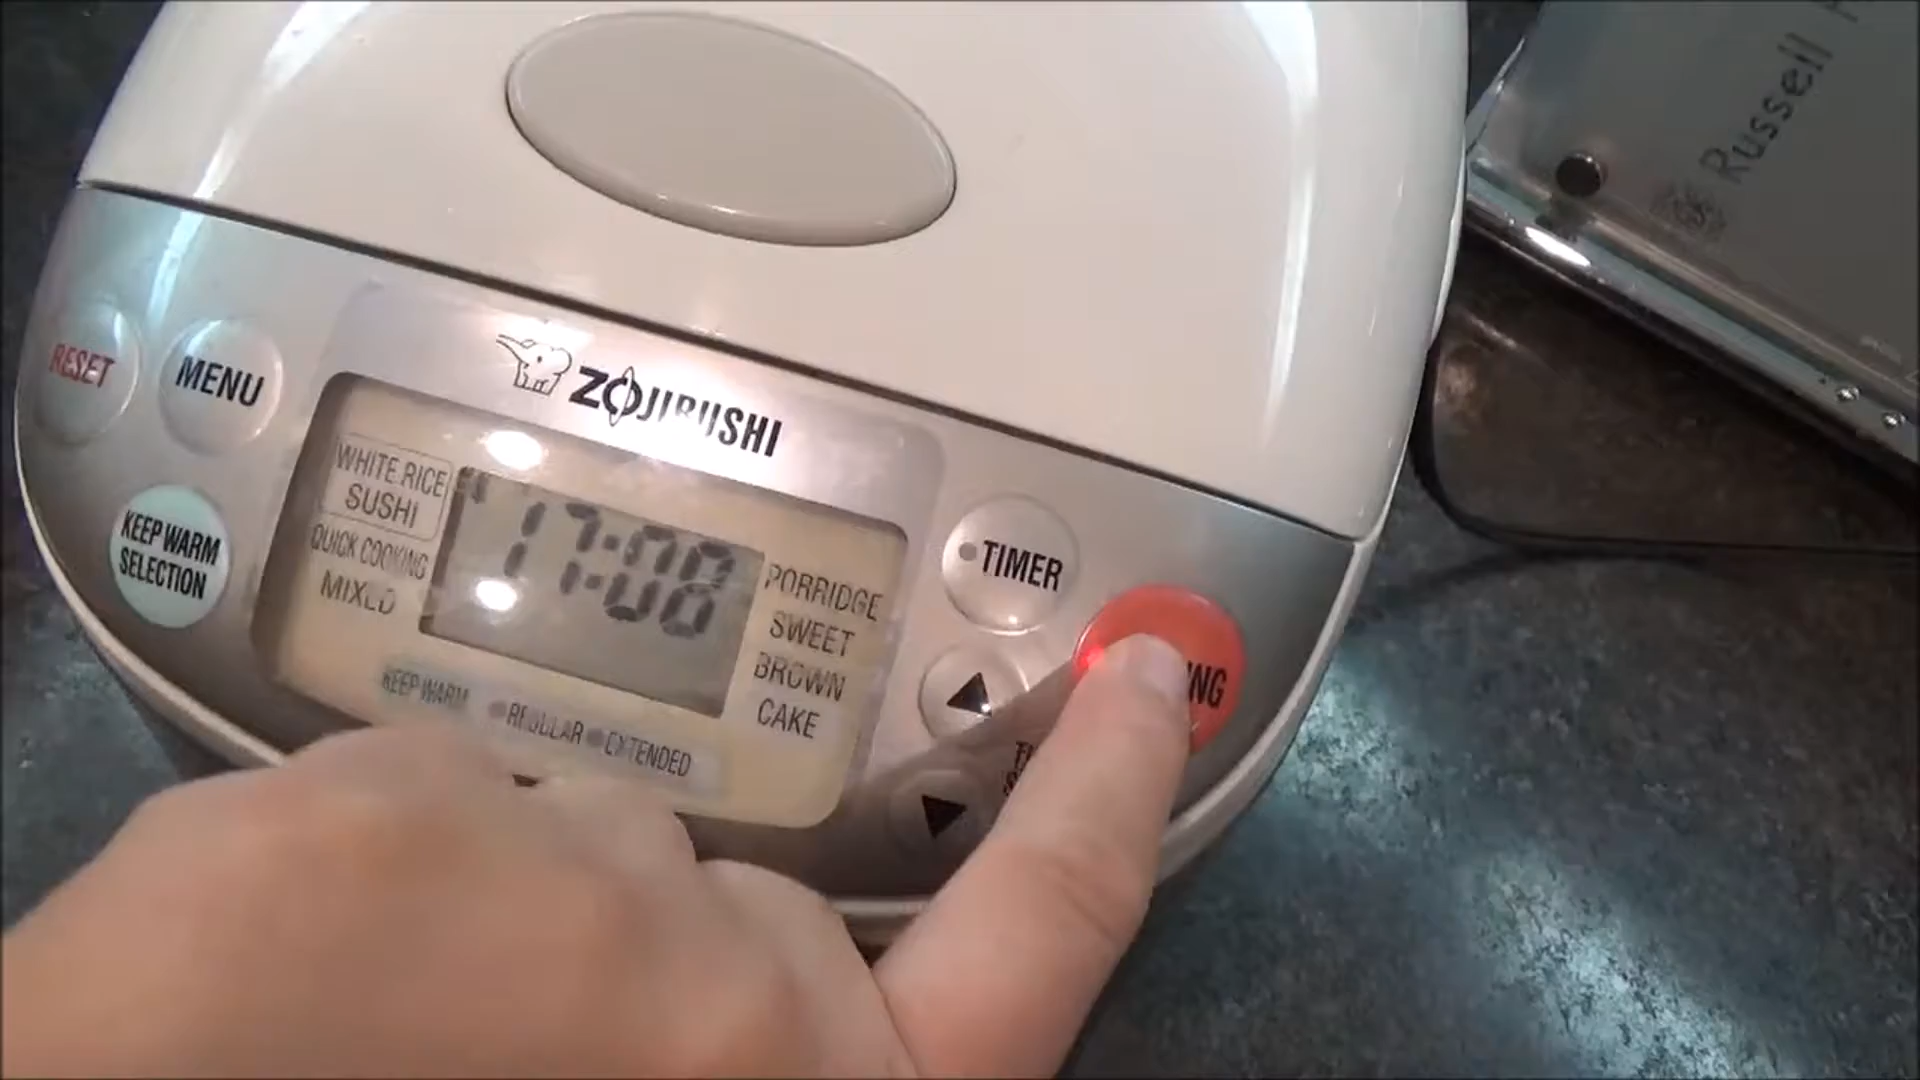 Russell
ZOJIRUSHI
RESET
MENU
KEEP WARM
SELECTION
WHITE RICE
SUSHI
QUICK COOKING
MIXED
17:08
PORRIDGE
SWEET
BROWN
CAKE
KEEP WARM
REGULAR
EXTENDED
TIMER